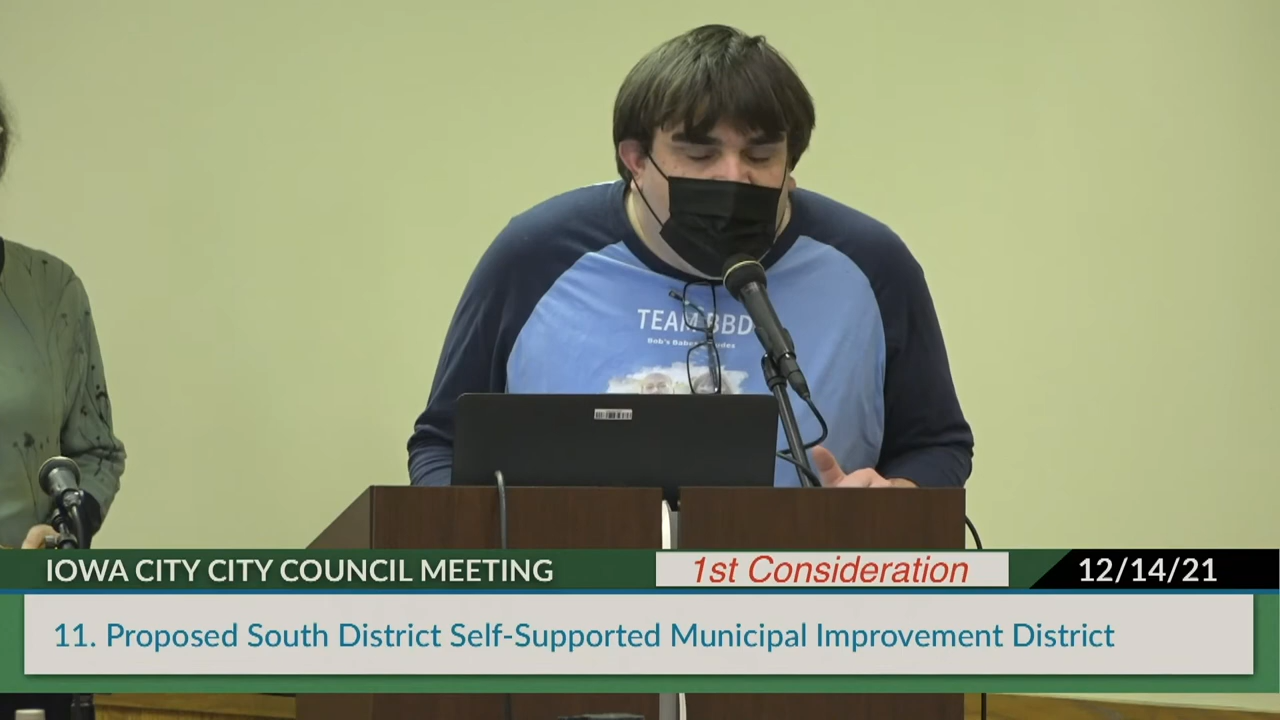 TEAM BBD
Bob's
IOWA CITY CITY COUNCIL MEETING
1st Consideration
12/14/21
11. Proposed South District Self-Supported Municipal Improvement District